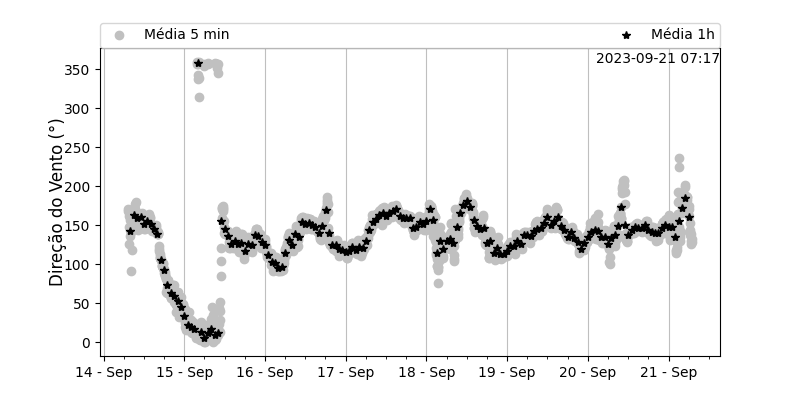 Média 5 min
Média 1h
2023-09-21 07:17
Direção do Vento (°)
350
300
250
200
150
100
50
0
14 - Sep
15 - Sep
16 - Sep
17 - Sep
18 - Sep
19 - Sep
20 - Sep
21 - Sep